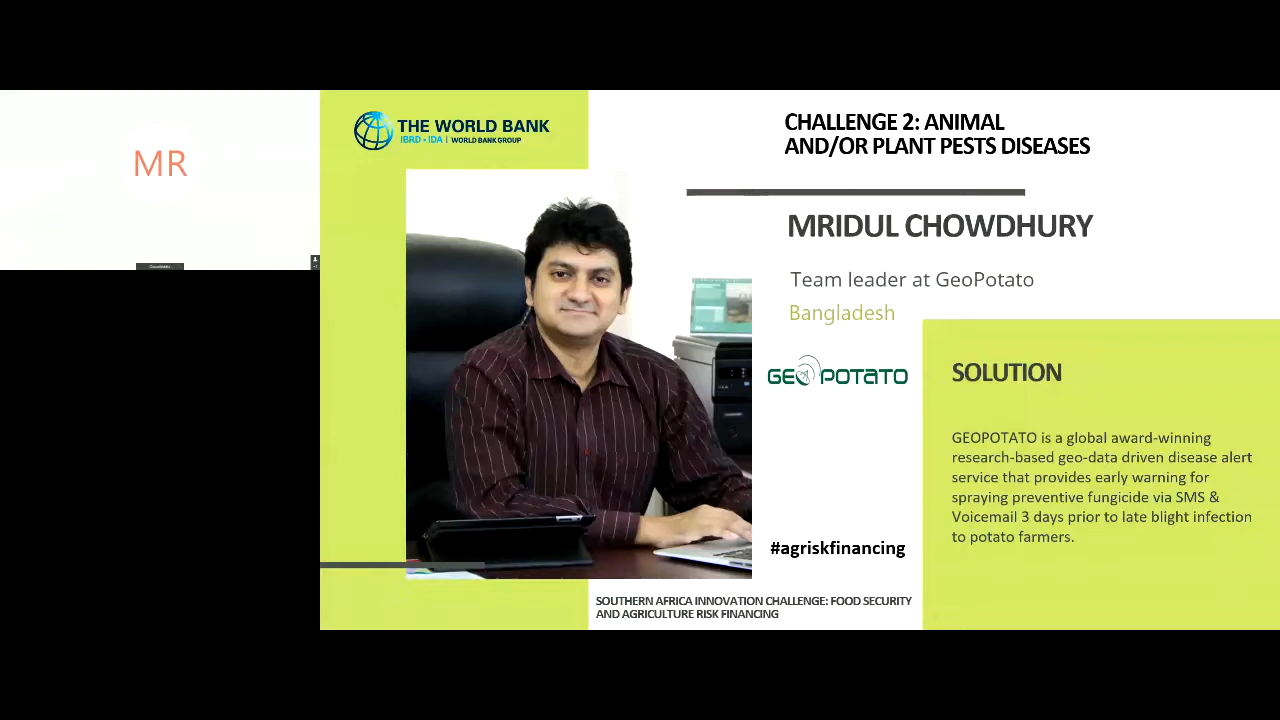 MR
THE WORLD BANK
IBRD • IDA | WORLD BANK GROUP
CHALLENGE 2: ANIMAL
AND/OR PLANT PESTS DISEASES
MRIDUL CHOWDHURY
Team leader at GeoPotato
Bangladesh
GEOPOTATO
SOLUTION
GEOPOTATO is a global award-winning
research-based geo-data driven disease alert
service that provides early warning for
spraying preventive fungicide via SMS &
Voicemail 3 days prior to late blight infection
to potato farmers.
#agriskfinancing
SOUTHERN AFRICA INNOVATION CHALLENGE: FOOD SECURITY
AND AGRICULTURE RISK FINANCING